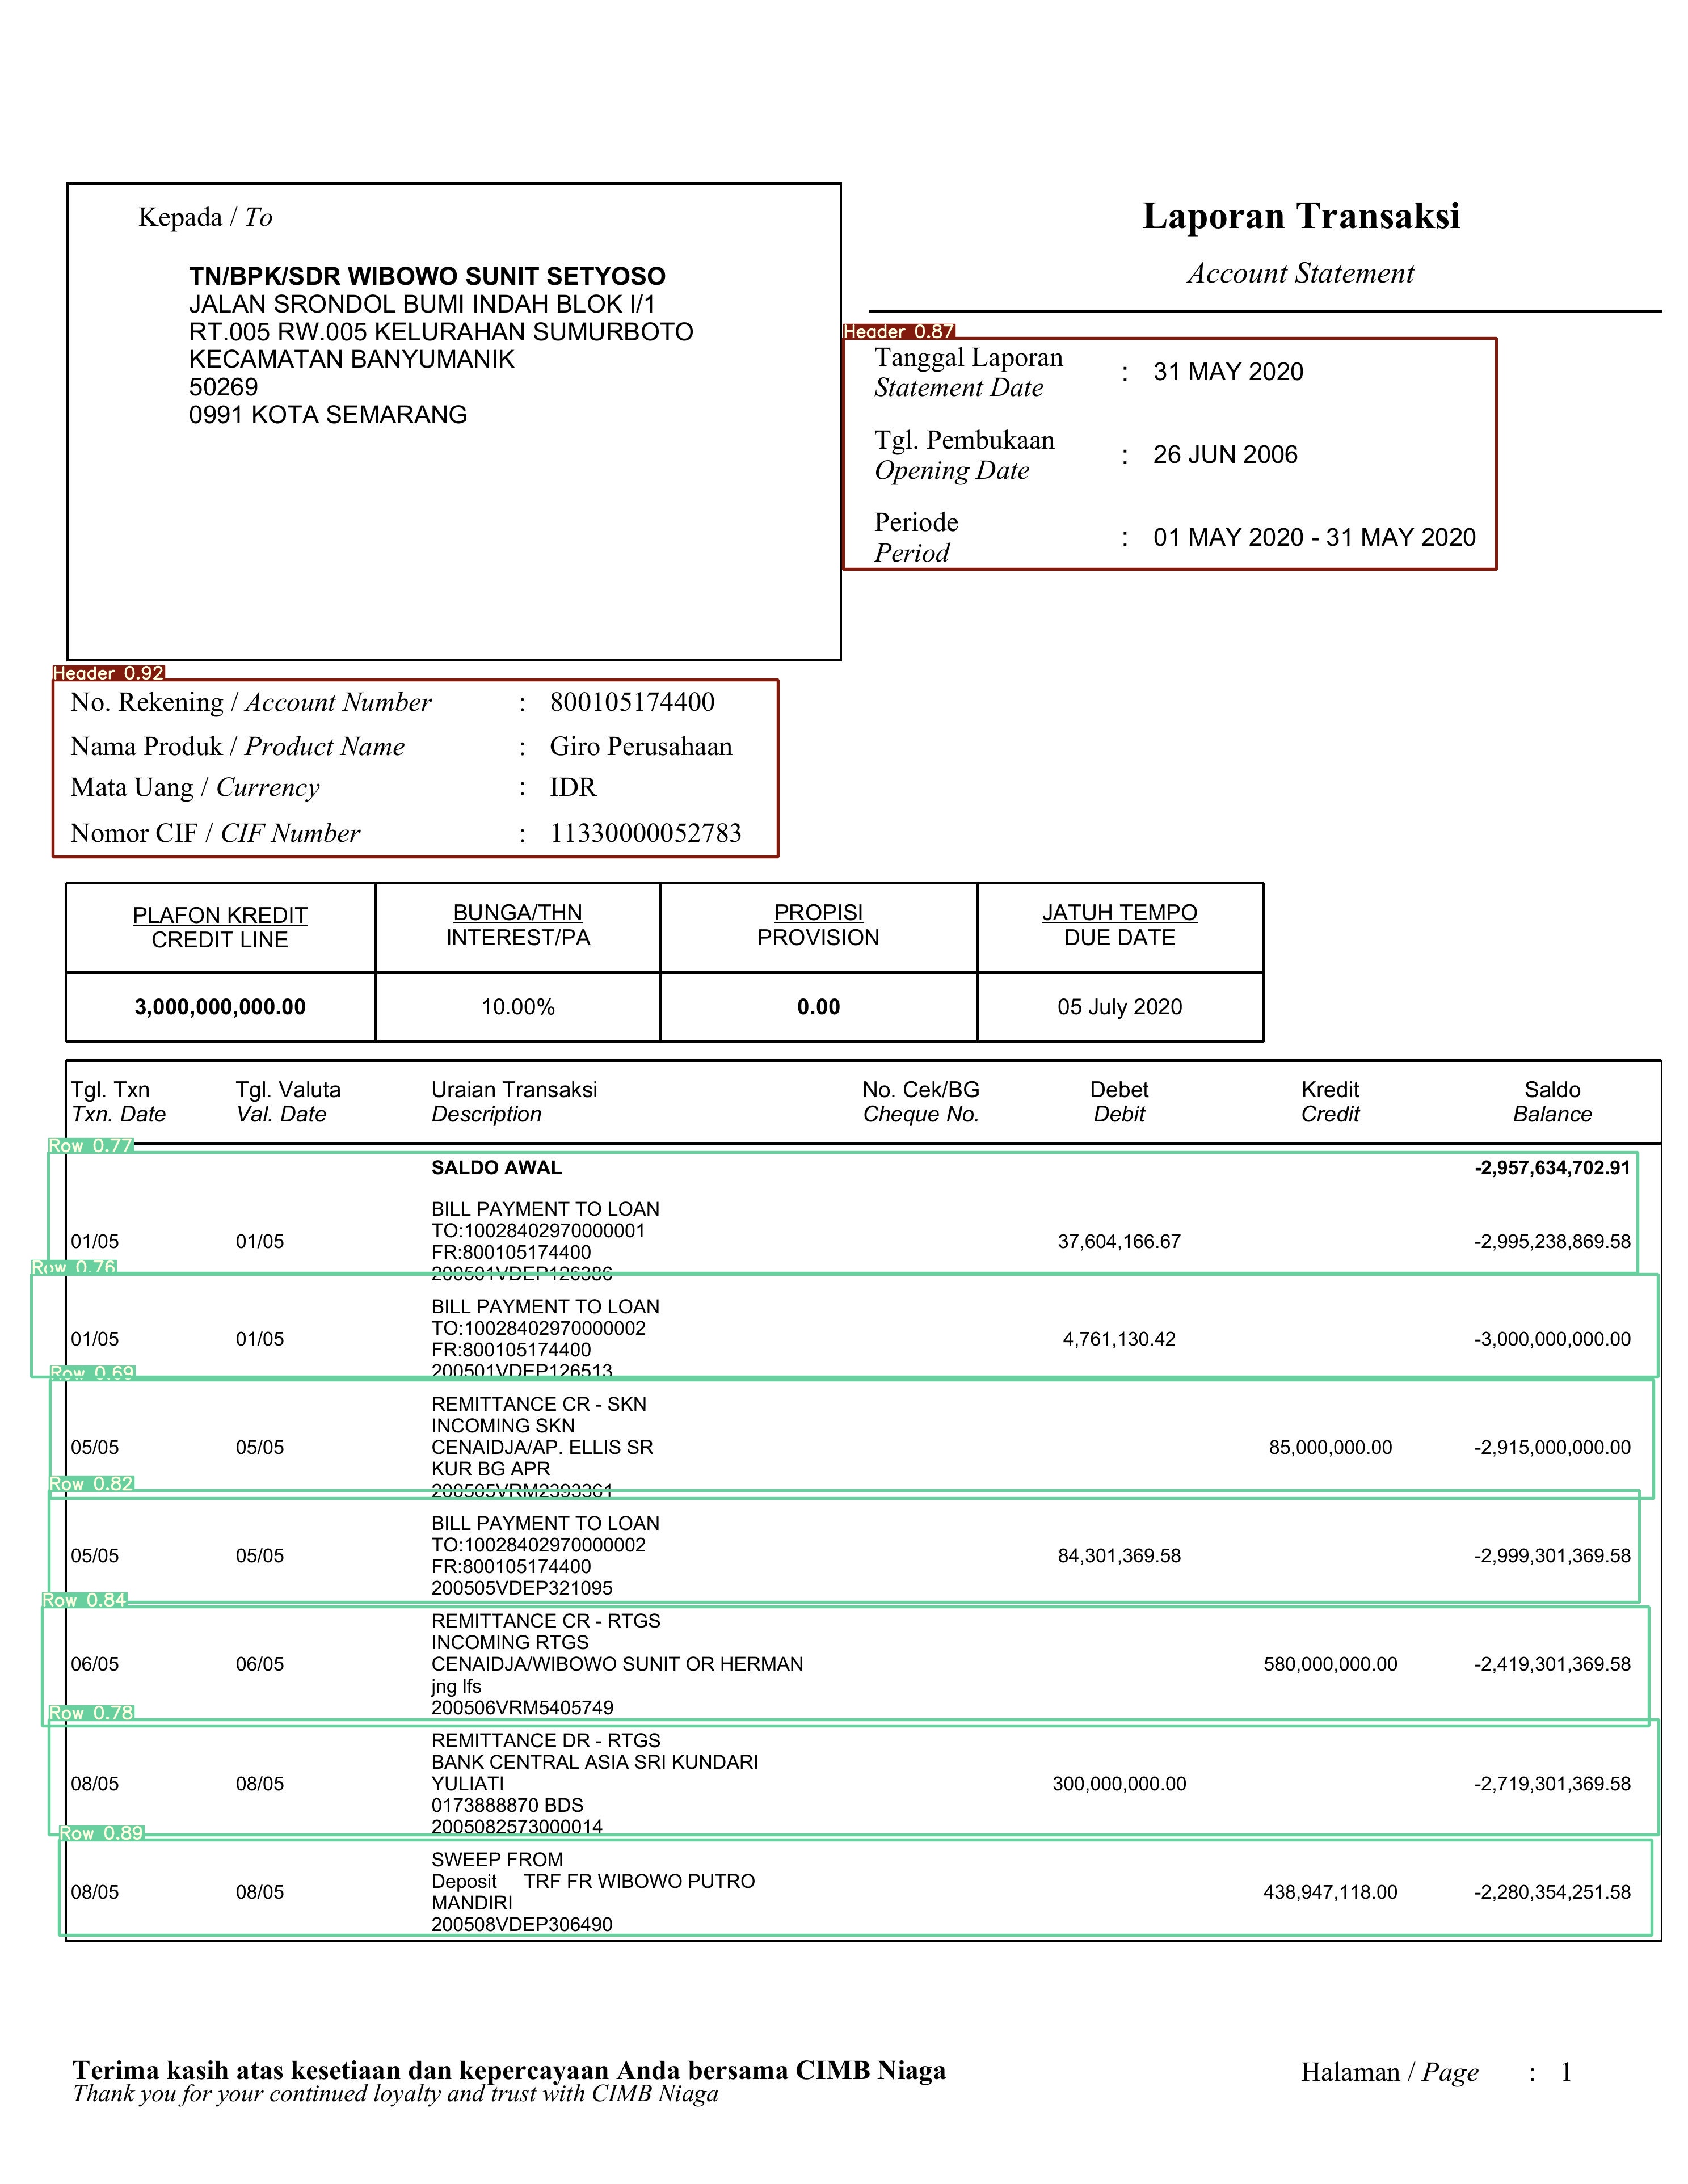 Kepada / To
TN/BPK/SDR WIBOWO SUNIT SETYOSO
JALAN SRONDOL BUMI INDAH BLOK I/1
RT.005 RW.005 KELURAHAN SUMURBOTO
KECAMATAN BANYUMANIK
50269
0991 KOTA SEMARANG
Laporan Transaksi
Account Statement
Header 0.87
Tanggal Laporan
Statement Date : 31 MAY 2020
Tgl. Pembukaan
Opening Date : 26 JUN 2006
Periode
Period : 01 MAY 2020 - 31 MAY 2020
Header 0.92
No. Rekening / Account Number : 800105174400
Nama Produk / Product Name : Giro Perusahaan
Mata Uang / Currency : IDR
Nomor CIF / CIF Number : 11330000052783
PLAFON KREDIT BUNGA/THN PROPISI JATUH TEMPO
CREDIT LINE INTEREST/PA PROVISION DUE DATE
3,000,000,000.00 10.00% 0.00 05 July 2020
Tgl. Txn Tgl. Valuta Uraian Transaksi No. Cek/BG Debet Kredit Saldo
Txn. Date Val. Date Description Cheque No. Debit Credit Balance
Row 0.77
SALDO AWAL -2,957,634,702.91
BILL PAYMENT TO LOAN
TO:10028402970000001
01/05 01/05 37,604,166.67 -2,995,238,869.58
FR:800105174400
Row 0.76
200501VDEP126386
BILL PAYMENT TO LOAN
TO:10028402970000002
01/05 01/05 4,761,130.42 -3,000,000,000.00
FR:800105174400
200501VDEP126513
Row 0.69
REMITTANCE CR - SKN
INCOMING SKN
05/05 05/05 CENAIDJA/AP. ELLIS SR 85,000,000.00 -2,915,000,000.00
KUR BG APR
Row 0.82
200505VRM2393361
BILL PAYMENT TO LOAN
TO:10028402970000002
05/05 05/05 84,301,369.58 -2,999,301,369.58
FR:800105174400
200505VDEP321095
Row 0.84
REMITTANCE CR - RTGS
INCOMING RTGS
06/05 06/05 CENAIDJA/WIBOWO SUNIT OR HERMAN 580,000,000.00 -2,419,301,369.58
jng lfs
200506VRM5405749
Row 0.78
REMITTANCE DR - RTGS
BANK CENTRAL ASIA SRI KUNDARI
08/05 08/05 YULIATI 300,000,000.00 -2,719,301,369.58
0173888870 BDS
2005082573000014
Row 0.89
SWEEP FROM
Deposit TRF FR WIBOWO PUTRO
08/05 08/05 438,947,118.00 -2,280,354,251.58
MANDIRI
200508VDEP306490
Terima kasih atas kesetiaan dan kepercayaan Anda bersama CIMB Niaga
Thank you for your continued loyalty and trust with CIMB Niaga
Halaman / Page : 1